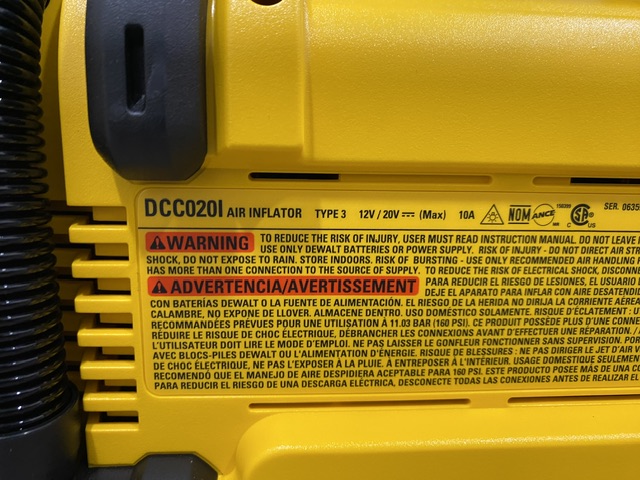 DCC020I AIR INFLATOR TYPE 3 12V / 20V (Max) 10A NOM ANCE SA C US SER. 0635
WARNING TO REDUCE THE RISK OF INJURY, USER MUST READ INSTRUCTION MANUAL. DO NOT LEAVE
USE ONLY DEWALT BATTERIES OR POWER SUPPLY. RISK OF INJURY - DO NOT DIRECT AIR
SHOCK, DO NOT EXPOSE TO RAIN. STORE INDOORS. RISK OF BURSTING - USE ONLY RECOMMENDED AIR HANDLING
HAS MORE THAN ONE CONNECTION TO THE SOURCE OF SUPPLY. TO REDUCE THE RISK OF ELECTRICAL SHOCK,
ADVERTENCIA/AVERTISSEMENT PARA REDUCIR EL RIESGO DE LESIONES, EL USUARIO
DEJE EL APARATO PARA INFLAR CON AIRE
CON BATERÍAS DEWALT O LA FUENTE DE ALIMENTACIÓN. EL RIESGO DE LA HERIDA NO DIRIJA LA CORRIENTE
CALAMBRE, NO EXPONE DE LLOVER. ALMACENE DENTRO. USO DOMÉSTICO SOLAMENTE. RISQUE D'ÉCLATEMENT :
RECOMMANDÉES PRÉVUES POUR UNE UTILISATION À 11.03 BAR (160 PSI). CE PRODUIT POSSÈDE PLUS D'UNE
RÉDUIRE LE RISQUE DE CHOC ÉLECTRIQUE, DÉBRANCHER LES CONNEXIONS AVANT D'EFFECTUER UNE RÉPARATION.
L'UTILISATEUR DOIT LIRE LE MODE D'EMPLOI. NE PAS LAISSER LE GONFLEUR FONCTIONNER SANS SUPERVISION.
AVEC BLOCS-PILES DEWALT OU L'ALIMENTATION D'ÉNERGIE. RISQUE DE BLESSURES : NE PAS DIRIGER LE JET D'AIR
DE CHOC ÉLECTRIQUE, NE PAS L'EXPOSER À LA PLUIE. À ENTREPOSER À L'INTÉRIEUR. USAGE DOMESTIQUE
RECOMENDÓ QUE EL MANEJO DE AIRE DESPIDIERA ACEPTABLE PARA 160 PSI. ESTE PRODUCTO POSEE MÁS DE
PARA REDUCIR EL RIESGO DE UNA DESCARGA ELÉCTRICA, DESCONECTE TODAS LAS CONEXIONES ANTES DE